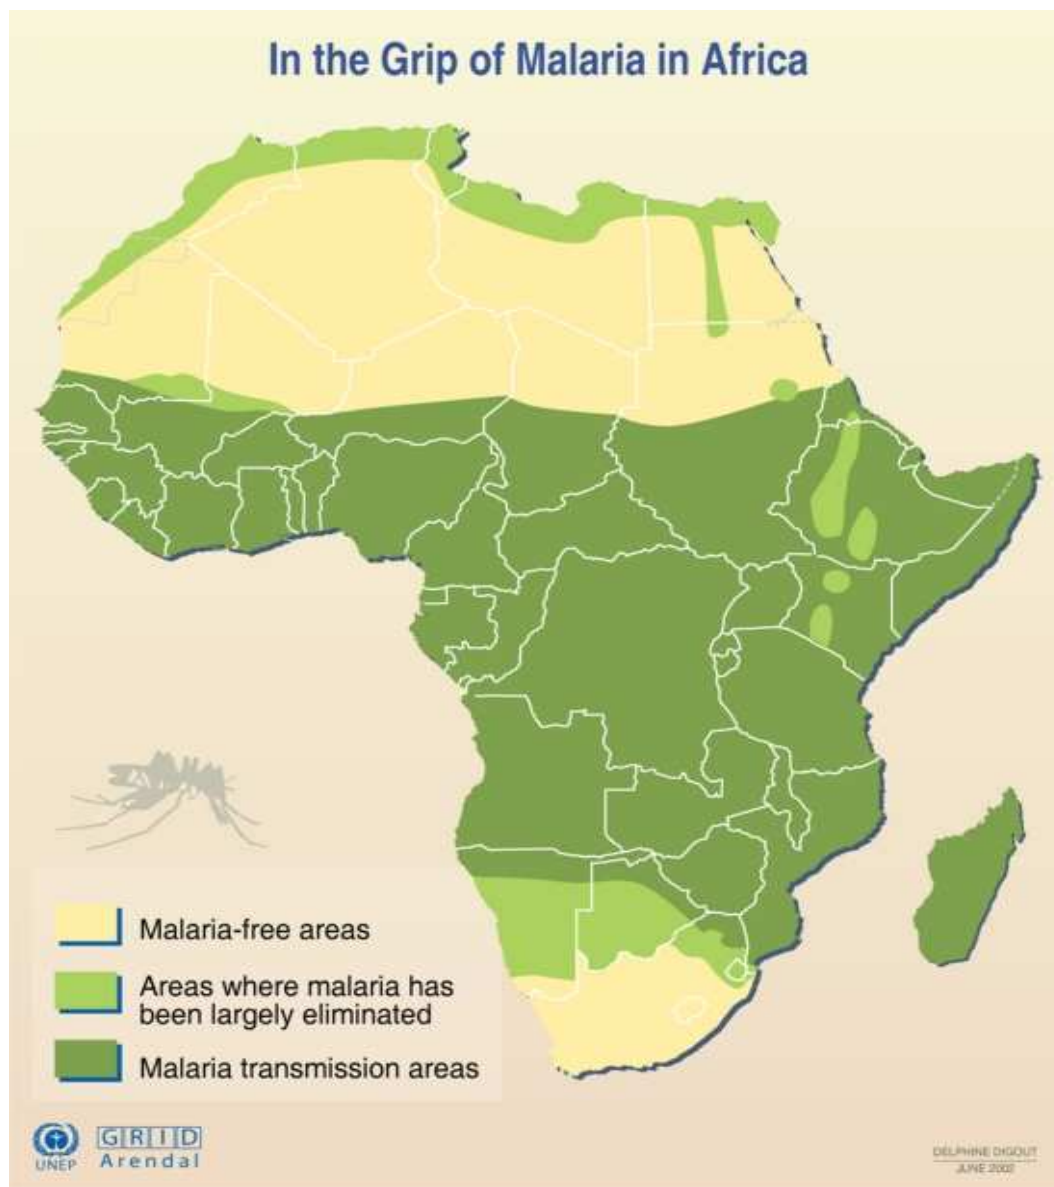 In the Grip of Malaria in Africa
Malaria-free areas
Areas where malaria has
been largely eliminated
Malaria transmission areas
UNEP
GRID
Arendal
DELPHINE DIGOUT
JUNE 2002